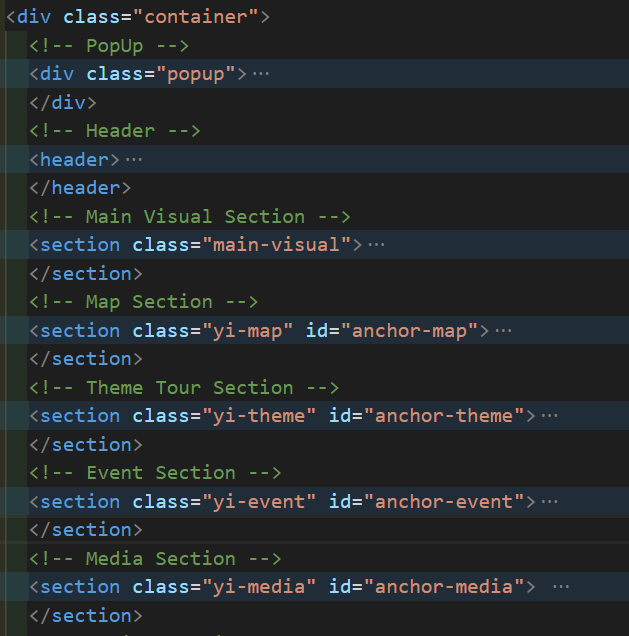 <div class="container">
<!-- PopUp -->
<div class="popup">…
</div>
<!-- Header -->
<header>…
</header>
<!-- Main Visual Section -->
<section class="main-visual">…
</section>
<!-- Map Section -->
<section class="yi-map" id="anchor-map">…
</section>
<!-- Theme Tour Section -->
<section class="yi-theme" id="anchor-theme">…
</section>
<!-- Event Section -->
<section class="yi-event" id="anchor-event">…
</section>
<!-- Media Section -->
<section class="yi-media" id="anchor-media"> …
</section>